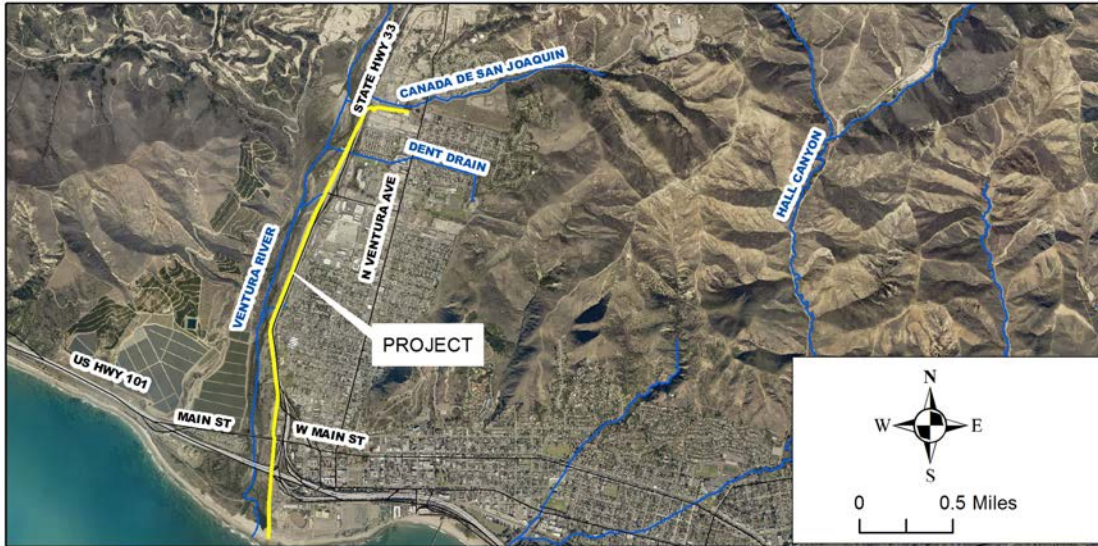 STATE HWY 33
CANADA DE SAN JOAQUIN
DENT DRAIN
HALL CANYON
N VENTURA AVE
VENTURA RIVER
PROJECT
US HWY 101
MAIN ST
W MAIN ST
N
W E
S
0 0.5 Miles